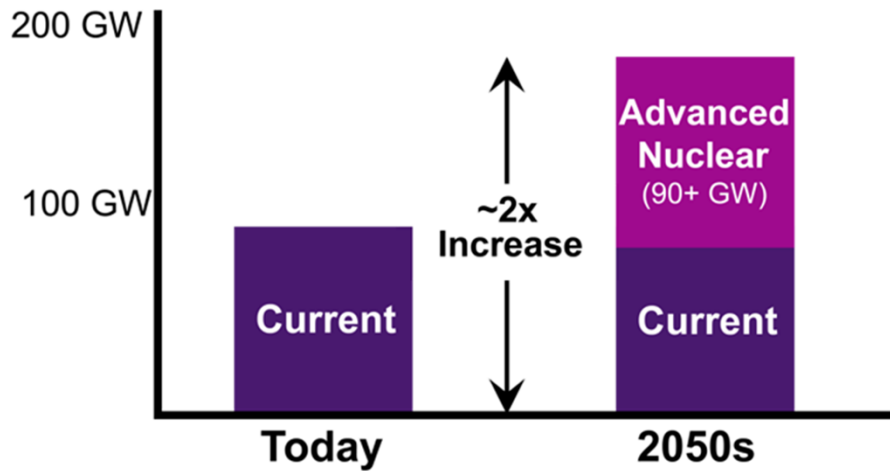 200 GW
100 GW
Current
Today
~2x
Increase
Advanced
Nuclear
(90+ GW)
Current
2050s